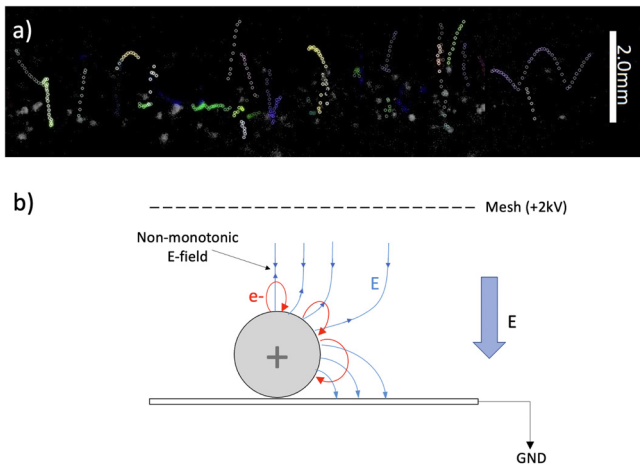 a)
2.0mm
b)
Mesh (+2kV)
Non-monotonic
E-field
E
e-
E
+
GND